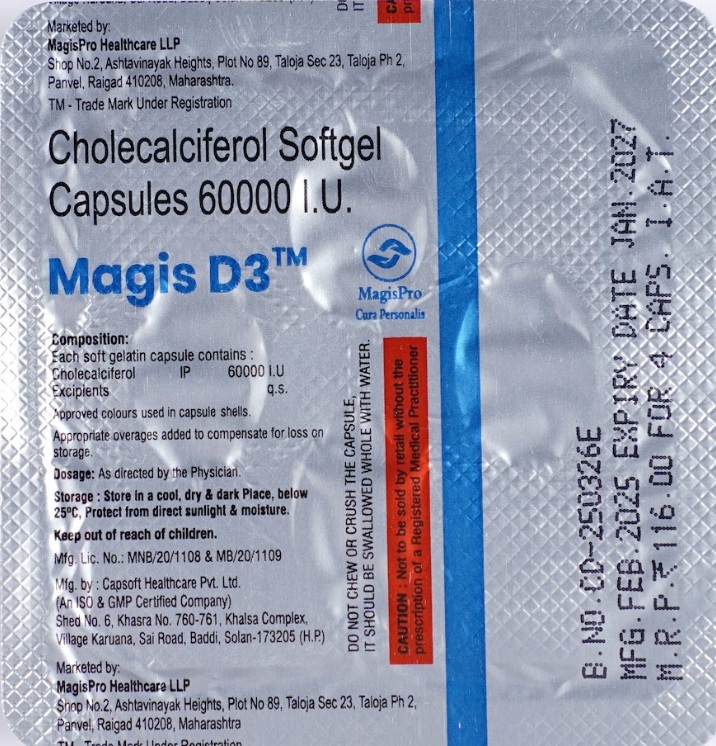 Marketed by:
MagisPro Healthcare LLP
Shop No.2, Ashtavinayak Heights, Plot No 89, Taloja Sec 23, Taloja Ph 2,
Panvel, Raigad 410208, Maharashtra.
TM - Trade Mark Under Registration
Cholecalciferol Softgel
Capsules 60000 I.U.
Magis D3™
MagisPro
Cura Personalis
Composition:
Each soft gelatin capsule contains :
Cholecalciferol IP 60000 I.U
Excipients q.s.
Approved colours used in capsule shells.
Appropriate overages added to compensate for loss on
storage.
Dosage: As directed by the Physician.
Storage : Store in a cool, dry & dark Place, below
25ºC, Protect from direct sunlight & moisture.
Keep out of reach of children.
Mfg. Lic. No.: MNB/20/1108 & MB/20/1109
Mfg. by : Capsoft Healthcare Pvt. Ltd.
(An ISO & GMP Certified Company)
Shed No. 6, Khasra No. 760-761, Khalsa Complex,
Village Karuana, Sai Road, Baddi, Solan-173205 (H.P.)
Marketed by:
MagisPro Healthcare LLP
Shop No.2, Ashtavinayak Heights, Plot No 89, Taloja Sec 23, Taloja Ph 2,
Panvel, Raigad 410208, Maharashtra
TM - Trade Mark Under Registration
DO NOT CHEW OR CRUSH THE CAPSULE,
IT SHOULD BE SWALLOWED WHOLE WITH WATER.
CAUTION : Not to be sold by retail without the
prescription of a Registered Medical Practitioner
B.NO.CD-250326E
MFG.FEB.2025 EXPIRY DATE JAN.2027
M.R.P.₹116.00 FOR 4 CAPS. I.A.T.